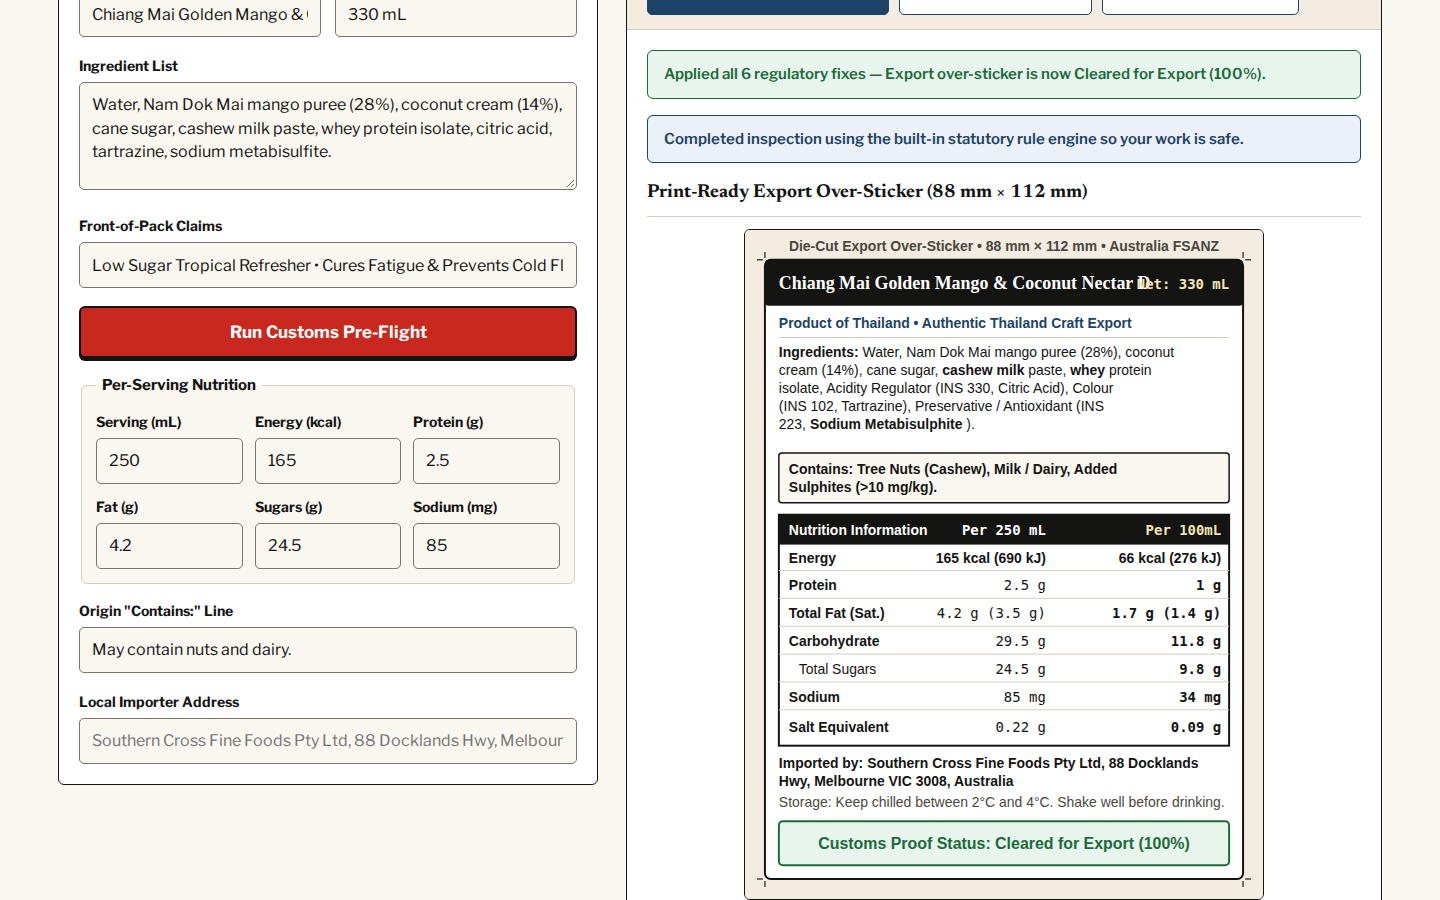 Chiang Mai Golden Mango &
330 mL
Ingredient List
Water, Nam Dok Mai mango puree (28%), coconut cream (14%),
cane sugar, cashew milk paste, whey protein isolate, citric acid,
tartrazine, sodium metabisulfite.
Front-of-Pack Claims
Low Sugar Tropical Refresher • Cures Fatigue & Prevents Cold Fl
Run Customs Pre-Flight
Per-Serving Nutrition
Serving (mL)
Energy (kcal)
Protein (g)
250
165
2.5
Fat (g)
Sugars (g)
Sodium (mg)
4.2
24.5
85
Origin "Contains:" Line
May contain nuts and dairy.
Local Importer Address
Southern Cross Fine Foods Pty Ltd, 88 Docklands Hwy, Melbour
Applied all 6 regulatory fixes — Export over-sticker is now Cleared for Export (100%).
Completed inspection using the built-in statutory rule engine so your work is safe.
Print-Ready Export Over-Sticker (88 mm × 112 mm)
Die-Cut Export Over-Sticker • 88 mm × 112 mm • Australia FSANZ
Chiang Mai Golden Mango & Coconut Nectar D
Net: 330 mL
Product of Thailand • Authentic Thailand Craft Export
Ingredients: Water, Nam Dok Mai mango puree (28%), coconut
cream (14%), cane sugar, cashew milk paste, whey protein
isolate, Acidity Regulator (INS 330, Citric Acid), Colour
(INS 102, Tartrazine), Preservative / Antioxidant (INS
223, Sodium Metabisulphite ).
Contains: Tree Nuts (Cashew), Milk / Dairy, Added
Sulphites (>10 mg/kg).
Nutrition Information Per 250 mL Per 100mL
Energy 165 kcal (690 kJ) 66 kcal (276 kJ)
Protein 2.5 g 1 g
Total Fat (Sat.) 4.2 g (3.5 g) 1.7 g (1.4 g)
Carbohydrate 29.5 g 11.8 g
Total Sugars 24.5 g 9.8 g
Sodium 85 mg 34 mg
Salt Equivalent 0.22 g 0.09 g
Imported by: Southern Cross Fine Foods Pty Ltd, 88 Docklands
Hwy, Melbourne VIC 3008, Australia
Storage: Keep chilled between 2°C and 4°C. Shake well before drinking.
Customs Proof Status: Cleared for Export (100%)